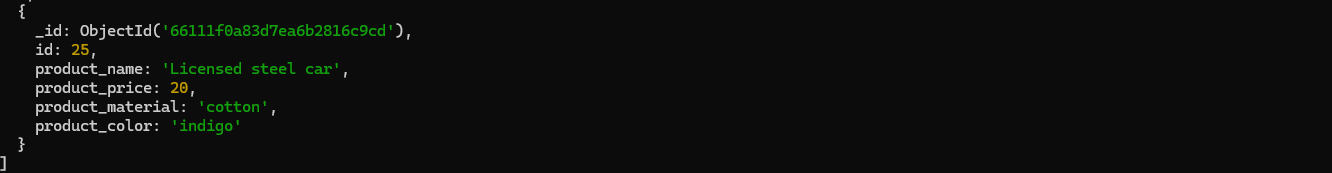 {
_id: ObjectId('66111f0a83d7ea6b2816c9cd'),
id: 25,
product_name: 'Licensed steel car',
product_price: 20,
product_material: 'cotton',
product_color: 'indigo'
}
]